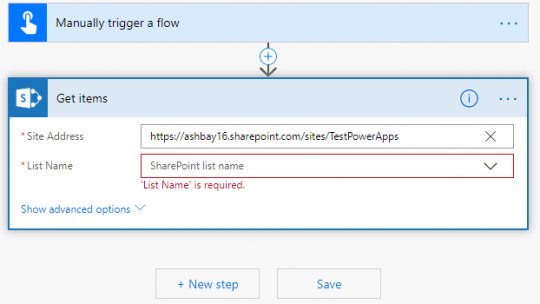 Manually trigger a flow
Get items
* Site Address
https://ashbay16.sharepoint.com/sites/TestPowerApps
* List Name
SharePoint list name
'List Name' is required.
Show advanced options
+ New step
Save